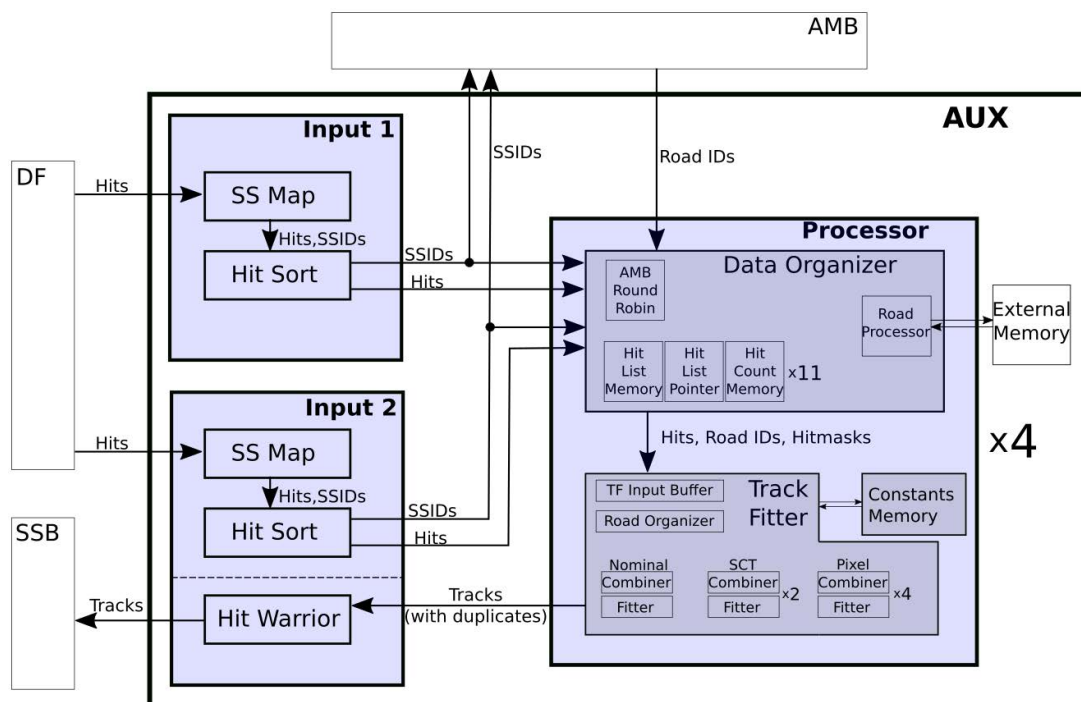 AMB
AUX
Input 1
DF
Hits
SS Map
Hits,SSIDs
Hit Sort
SSIDs
Hits
SSIDs
Road IDs
Processor
Data Organizer
AMB
Round
Robin
Road
Processor
External
Memory
Hit
List
Memory
Hit
List
Pointer
Hit
Count
Memory
x11
Input 2
Hits
SS Map
Hits,SSIDs
Hit Sort
SSIDs
Hits
Hits, Road IDs, Hitmasks
x4
TF Input Buffer
Road Organizer
Track
Fitter
Constants
Memory
Nominal
Combiner
Fitter
SCT
Combiner
Fitter
x2
Pixel
Combiner
Fitter
x4
SSB
Tracks
Hit Warrior
Tracks
(with duplicates)